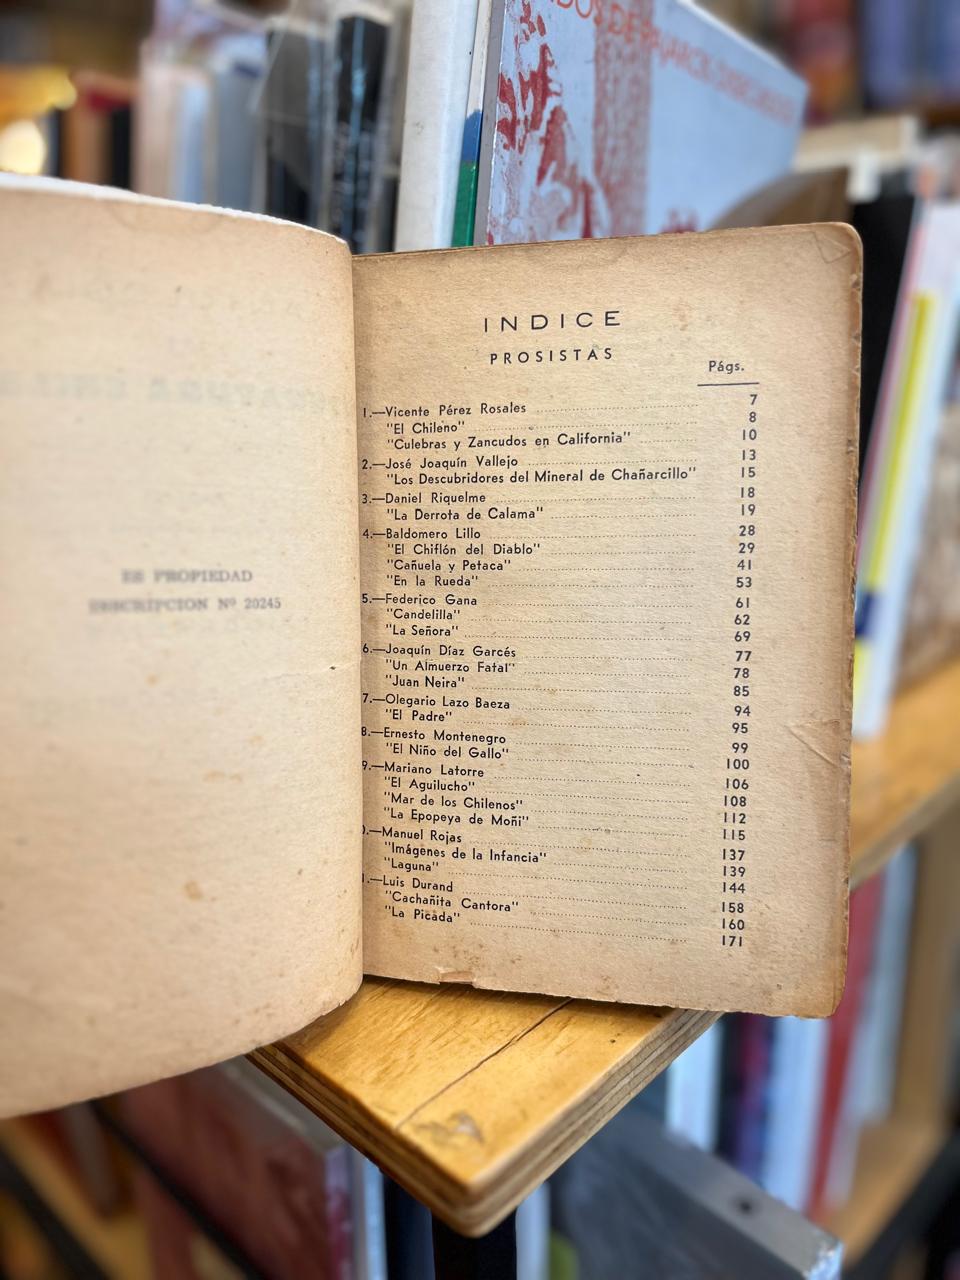 ES PROPIEDAD
INSCRIPCION Nº 20245
INDICE
PROSISTAS
Págs.
1.—Vicente Pérez Rosales 7
"El Chileno" 8
"Culebras y Zancudos en California" 10
2.—José Joaquín Vallejo 13
"Los Descubridores del Mineral de Chañarcillo" 15
3.—Daniel Riquelme 18
"La Derrota de Calama" 19
4.—Baldomero Lillo 28
"El Chiflón del Diablo" 29
"Cañuela y Petaca" 41
"En la Rueda" 53
5.—Federico Gana 61
"Candelilla" 62
"La Señora" 69
6.—Joaquín Díaz Garcés 77
"Un Almuerzo Fatal" 78
"Juan Neira" 85
7.—Olegario Lazo Baeza 94
"El Padre" 95
8.—Ernesto Montenegro 99
"El Niño del Gallo" 100
9.—Mariano Latorre 106
"El Aguilucho" 108
"Mar de los Chilenos" 112
"La Epopeya de Moñi" 115
0.—Manuel Rojas 137
"Imágenes de la Infancia" 139
"Laguna" 144
1.—Luis Durand 158
"Cachañita Cantora" 160
"La Picada" 171